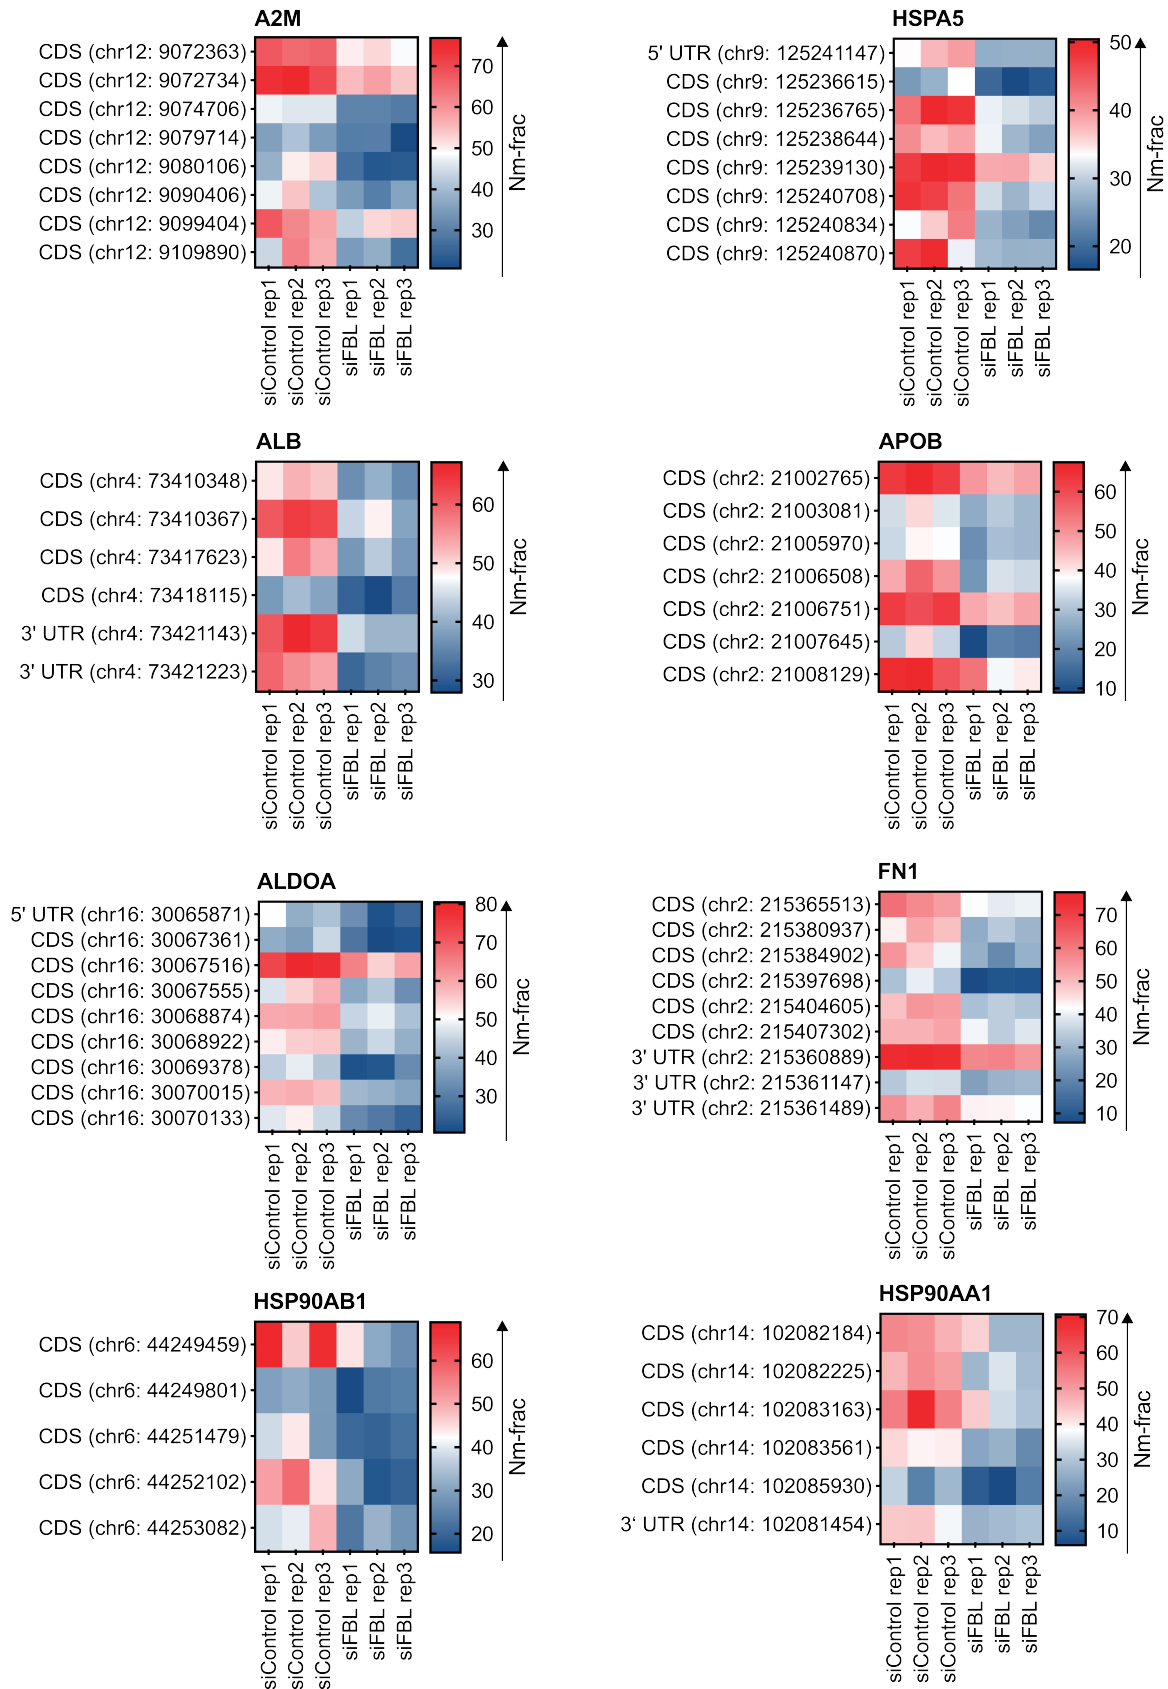 A2M
CDS (chr12: 9072363)
CDS (chr12: 9072734)
CDS (chr12: 9074706)
CDS (chr12: 9079714)
CDS (chr12: 9080106)
CDS (chr12: 9090406)
CDS (chr12: 9099404)
CDS (chr12: 9109890)
70
60
50
40
30
Nm-frac
siControl rep1
siControl rep2
siControl rep3
siFBL rep1
siFBL rep2
siFBL rep3
HSPA5
5' UTR (chr9: 125241147)
CDS (chr9: 125236615)
CDS (chr9: 125236765)
CDS (chr9: 125238644)
CDS (chr9: 125239130)
CDS (chr9: 125240708)
CDS (chr9: 125240834)
CDS (chr9: 125240870)
50
40
30
20
Nm-frac
siControl rep1
siControl rep2
siControl rep3
siFBL rep1
siFBL rep2
siFBL rep3
ALB
CDS (chr4: 73410348)
CDS (chr4: 73410367)
CDS (chr4: 73417623)
CDS (chr4: 73418115)
3' UTR (chr4: 73421143)
3' UTR (chr4: 73421223)
60
50
40
30
Nm-frac
siControl rep1
siControl rep2
siControl rep3
siFBL rep1
siFBL rep2
siFBL rep3
APOB
CDS (chr2: 21002765)
CDS (chr2: 21003081)
CDS (chr2: 21005970)
CDS (chr2: 21006508)
CDS (chr2: 21006751)
CDS (chr2: 21007645)
CDS (chr2: 21008129)
60
50
40
30
20
10
Nm-frac
siControl rep1
siControl rep2
siControl rep3
siFBL rep1
siFBL rep2
siFBL rep3
ALDOA
5' UTR (chr16: 30065871)
CDS (chr16: 30067361)
CDS (chr16: 30067516)
CDS (chr16: 30067555)
CDS (chr16: 30068874)
CDS (chr16: 30068922)
CDS (chr16: 30069378)
CDS (chr16: 30070015)
CDS (chr16: 30070133)
80
70
60
50
40
30
Nm-frac
siControl rep1
siControl rep2
siControl rep3
siFBL rep1
siFBL rep2
siFBL rep3
FN1
CDS (chr2: 215365513)
CDS (chr2: 215380937)
CDS (chr2: 215384902)
CDS (chr2: 215397698)
CDS (chr2: 215404605)
CDS (chr2: 215407302)
3' UTR (chr2: 215360889)
3' UTR (chr2: 215361147)
3' UTR (chr2: 215361489)
70
60
50
40
30
20
10
Nm-frac
siControl rep1
siControl rep2
siControl rep3
siFBL rep1
siFBL rep2
siFBL rep3
HSP90AB1
CDS (chr6: 44249459)
CDS (chr6: 44249801)
CDS (chr6: 44251479)
CDS (chr6: 44252102)
CDS (chr6: 44253082)
60
50
40
30
20
Nm-frac
siControl rep1
siControl rep2
siControl rep3
siFBL rep1
siFBL rep2
siFBL rep3
HSP90AA1
CDS (chr14: 102082184)
CDS (chr14: 102082225)
CDS (chr14: 102083163)
CDS (chr14: 102083561)
CDS (chr14: 102085930)
3‘ UTR (chr14: 102081454)
70
60
50
40
30
20
10
Nm-frac
siControl rep1
siControl rep2
siControl rep3
siFBL rep1
siFBL rep2
siFBL rep3